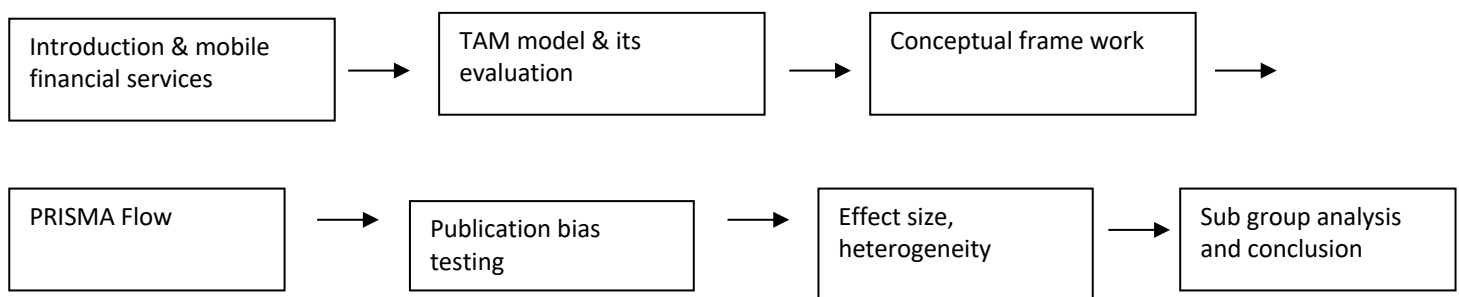 Introduction & mobile
financial services
TAM model & its
evaluation
Conceptual frame work
PRISMA Flow
Publication bias
testing
Effect size,
heterogeneity
Sub group analysis
and conclusion